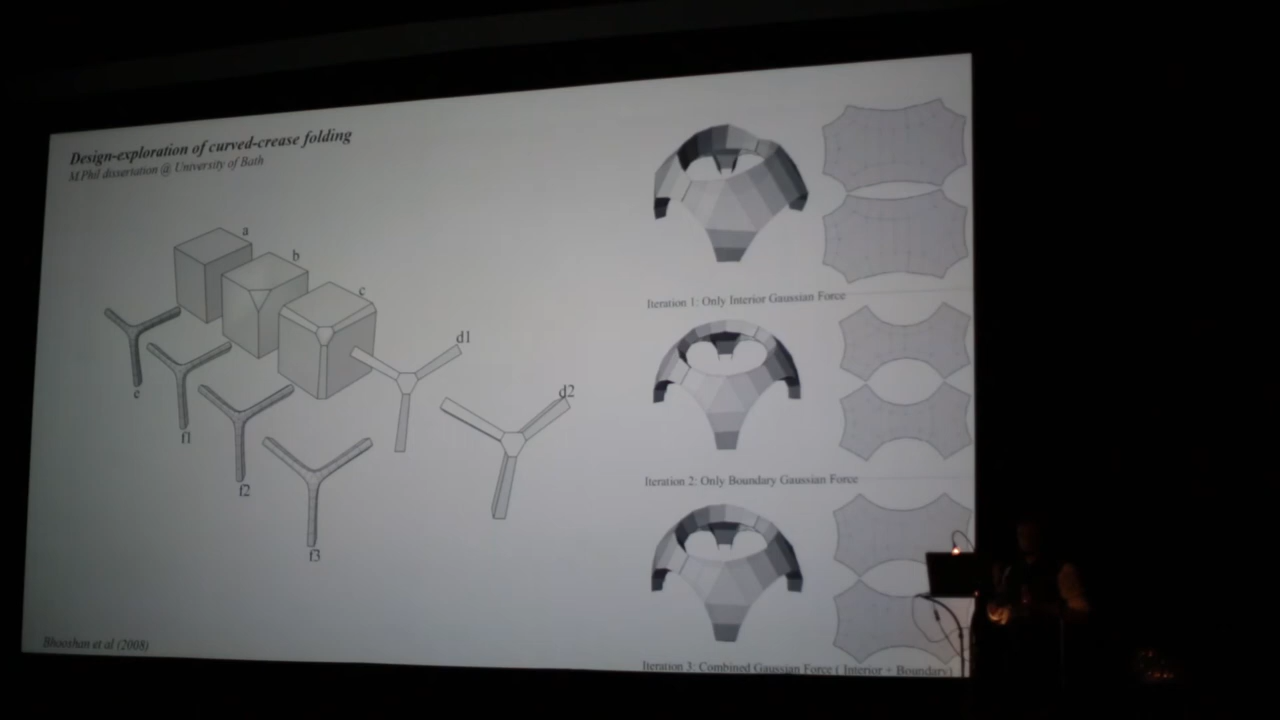 Design-exploration of curved-crease folding
M.Phil dissertation @ University of Bath
a
b
c
d1
d2
e
f1
f2
f3
Iteration 1: Only Interior Gaussian Force
Iteration 2: Only Boundary Gaussian Force
Iteration 3: Combined Gaussian Force ( Interior + Boundary)
Bhooshan et al (2008)